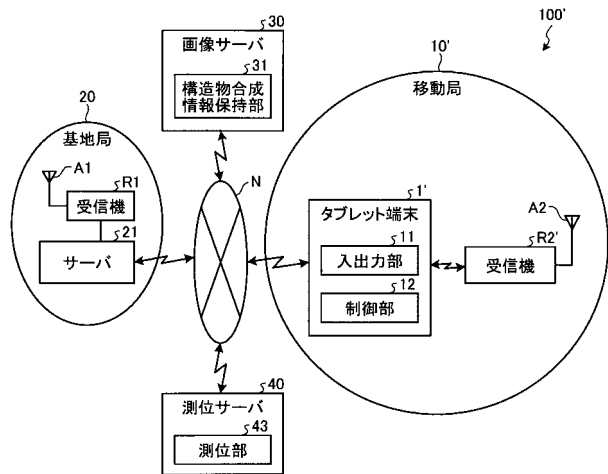 100'
30
画像サーバ
31
構造物合成
情報保持部
10'
移動局
20
基地局
A1
R1
受信機
21
サーバ
N
1'
タブレット端末
11
入出力部
12
制御部
A2
R2'
受信機
40
測位サーバ
43
測位部